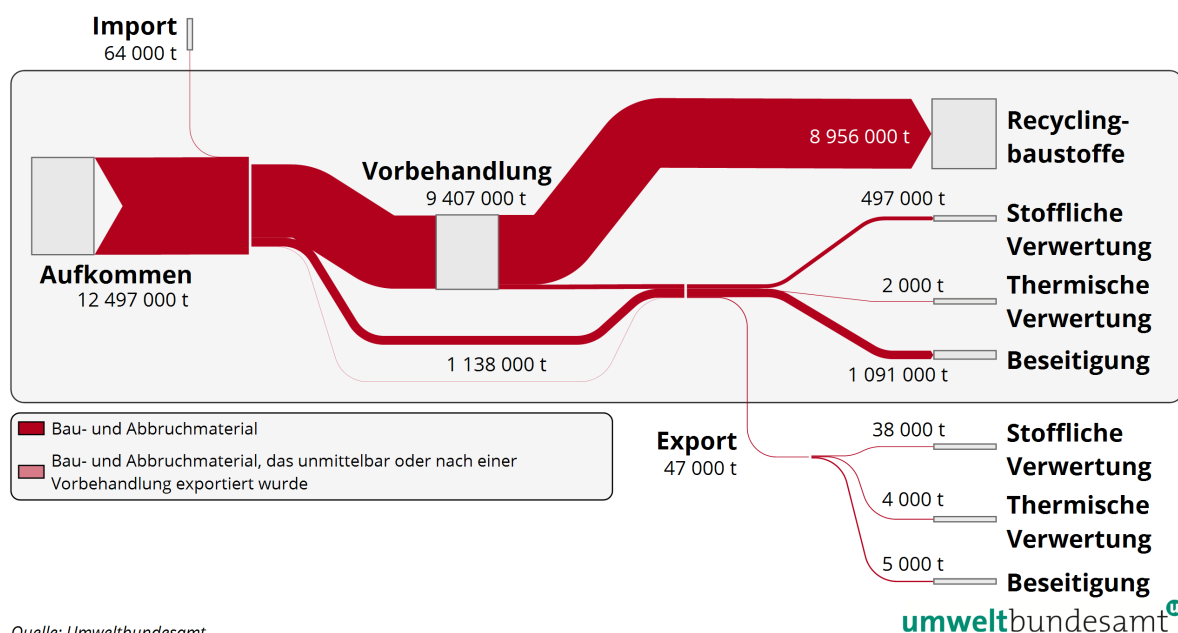 Import
64 000 t
Aufkommen
12 497 000 t
Vorbehandlung
9 407 000 t
1 138 000 t
8 956 000 t
Recycling-
baustoffe
497 000 t
Stoffliche
Verwertung
2 000 t
Thermische
Verwertung
1 091 000 t
Beseitigung
Bau- und Abbruchmaterial
Bau- und Abbruchmaterial, das unmittelbar oder nach einer
Vorbehandlung exportiert wurde
Export
47 000 t
38 000 t
Stoffliche
Verwertung
4 000 t
Thermische
Verwertung
5 000 t
Beseitigung
Quelle: Umweltbundesamt
umweltbundesamt